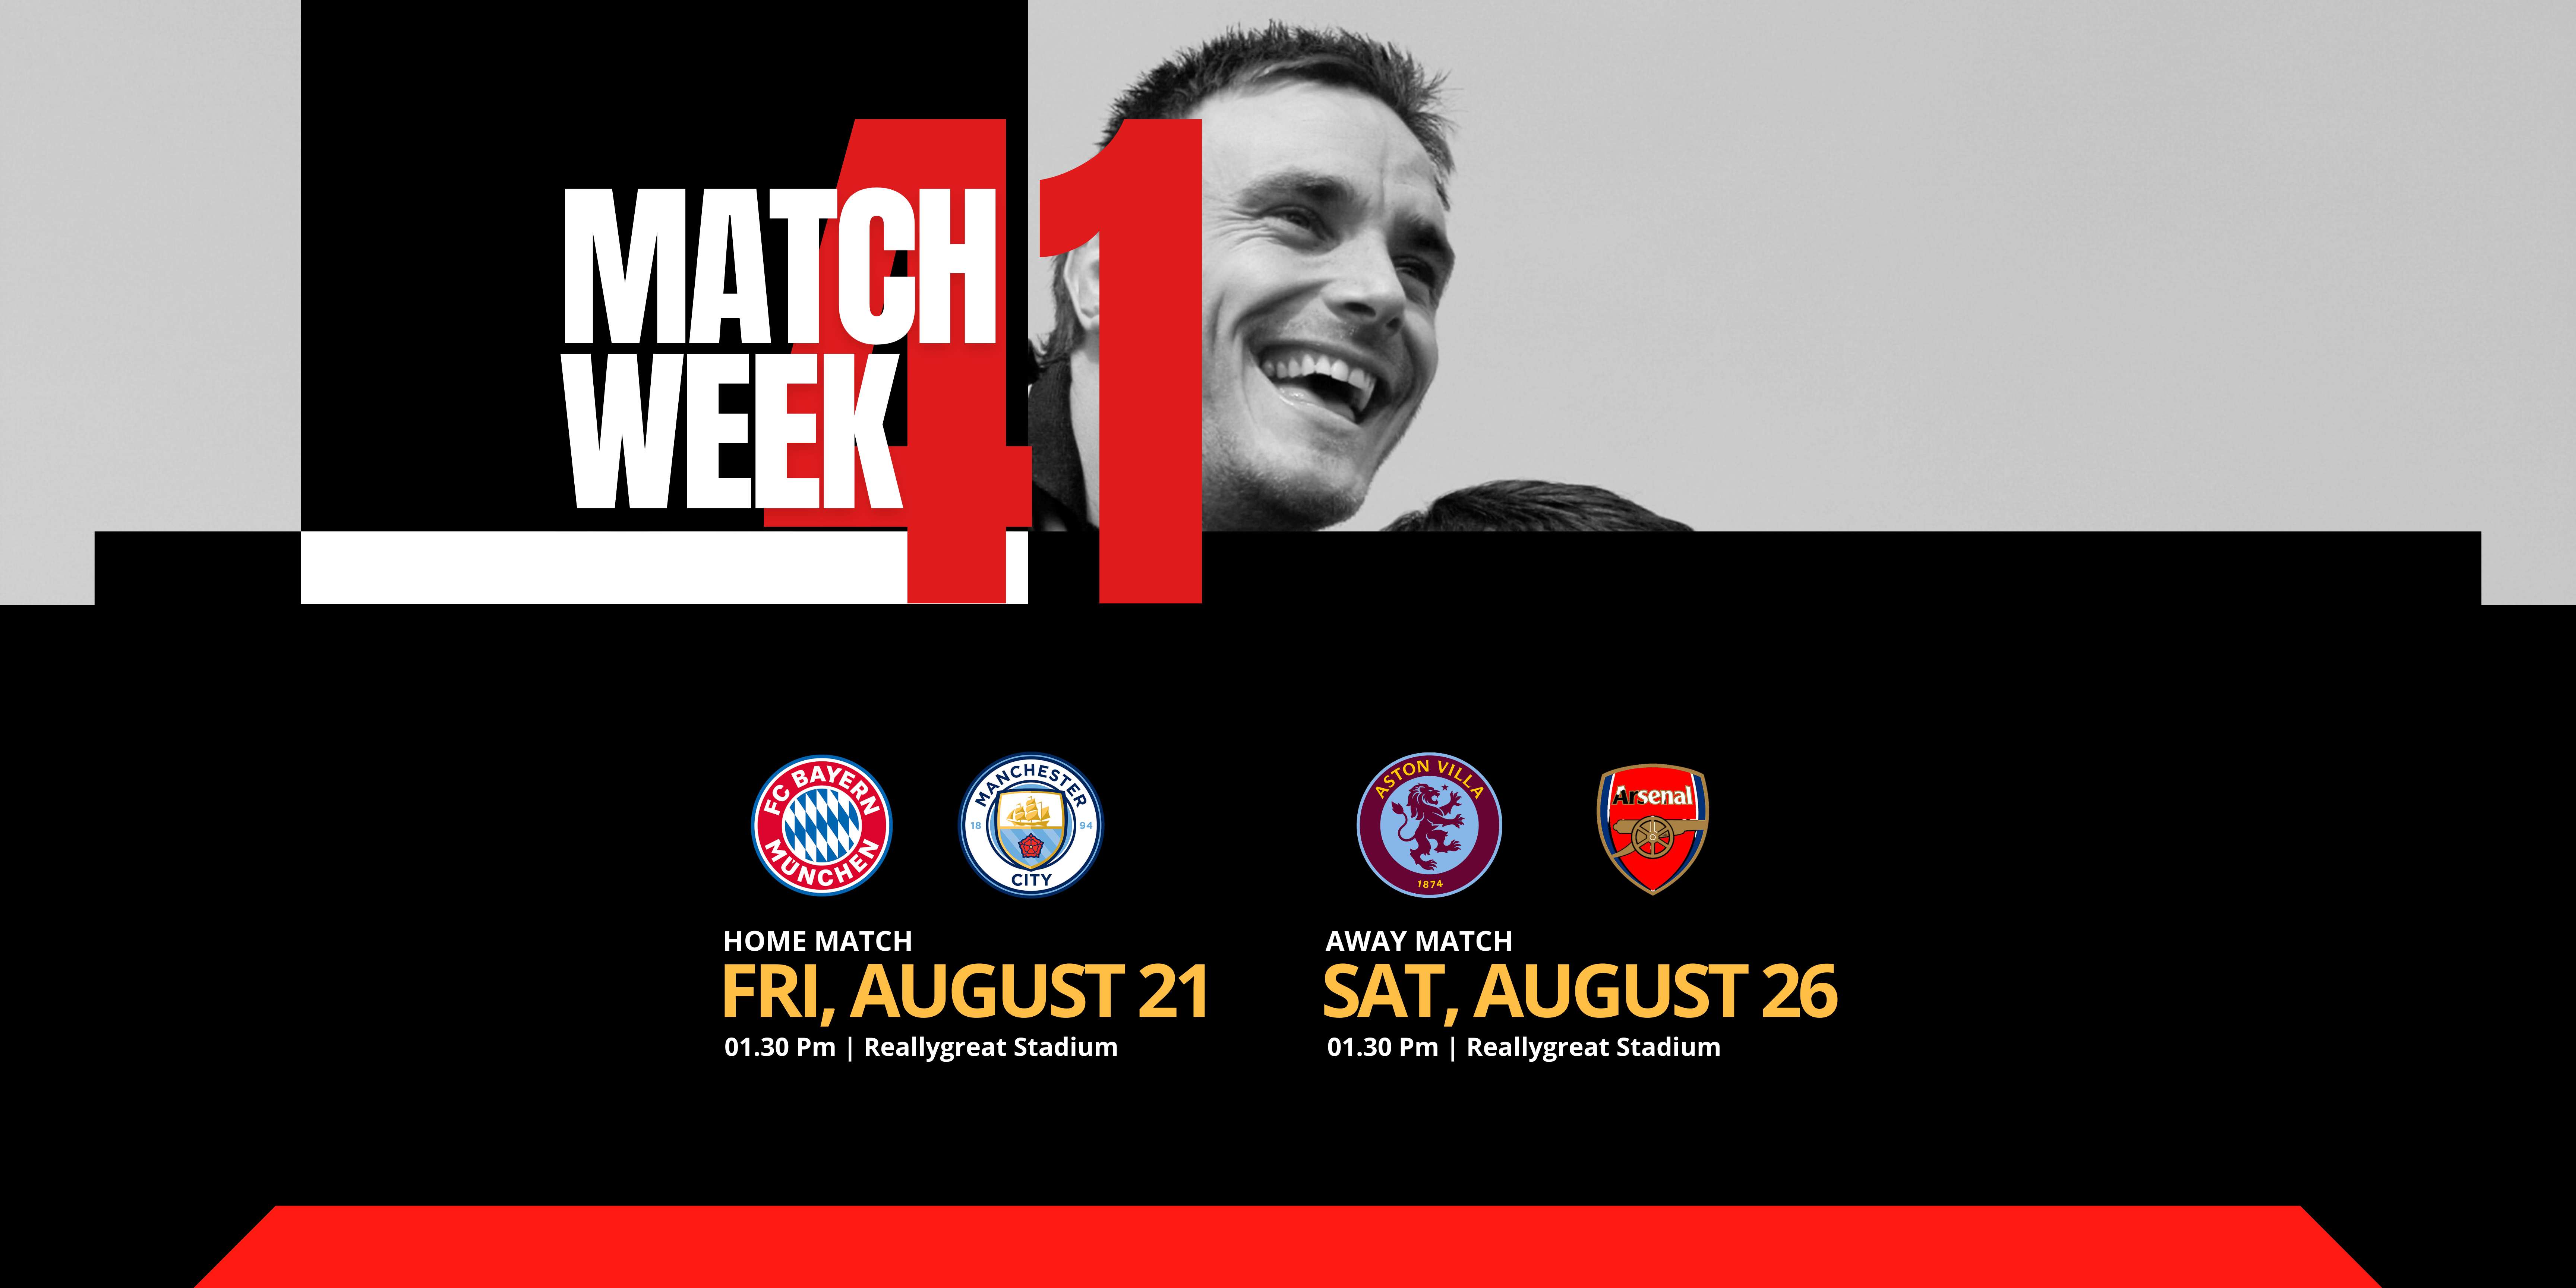 MATCH
WEEK
41
FC BAYERN
MÜNCHEN
MANCHESTER
18 94
CITY
ASTON VILLA
1874
Arsenal
HOME MATCH
FRI, AUGUST 21
01.30 Pm | Reallygreat Stadium
AWAY MATCH
SAT, AUGUST 26
01.30 Pm | Reallygreat Stadium